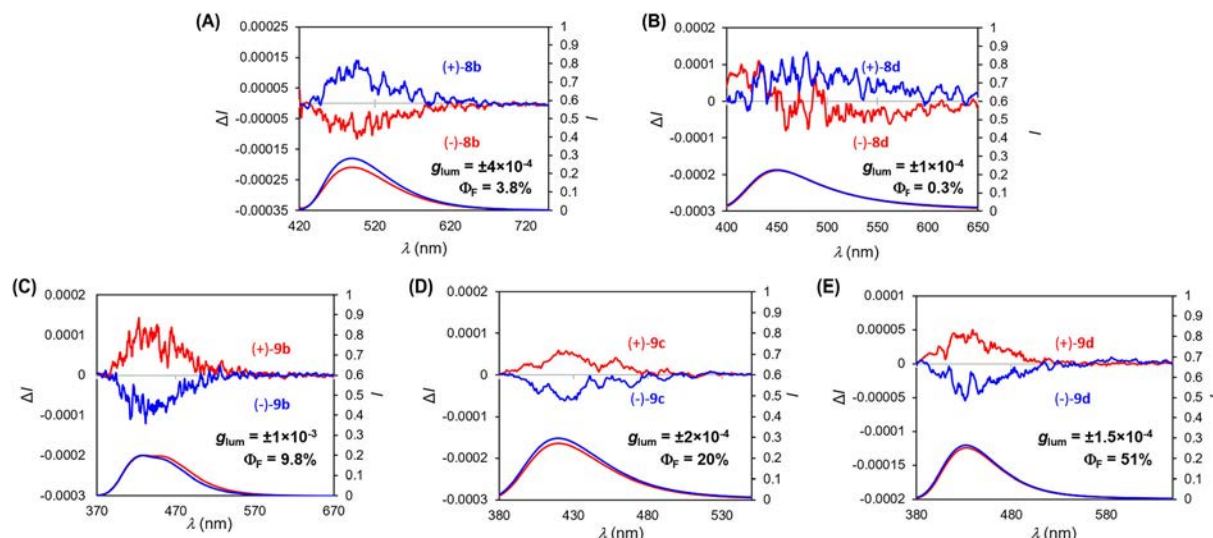 (A)
0.00025
0.00015
0.00005
-0.00005
-0.00015
-0.00025
-0.00035
ΔI
(+)-8b
(-)-8b
g_lum = ±4×10⁻⁴
Φ_F = 3.8%
1
0.9
0.8
0.7
0.6
0.5
0.4
0.3
0.2
0.1
0
I
420 520 620 720
λ (nm)
(B)
0.0002
0.0001
0
-0.0001
-0.0002
-0.0003
ΔI
(+)-8d
(-)-8d
g_lum = ±1×10⁻⁴
Φ_F = 0.3%
1
0.9
0.8
0.7
0.6
0.5
0.4
0.3
0.2
0.1
0
I
400 450 500 550 600 650
λ (nm)
(C)
0.0002
0.0001
0
-0.0001
-0.0002
-0.0003
ΔI
(+)-9b
(-)-9b
g_lum = ±1×10⁻³
Φ_F = 9.8%
1
0.9
0.8
0.7
0.6
0.5
0.4
0.3
0.2
0.1
0
I
370 470 570 670
λ (nm)
(D)
0.0002
0.0001
0
-0.0001
-0.0002
-0.0003
ΔI
(+)-9c
(-)-9c
g_lum = ±2×10⁻⁴
Φ_F = 20%
1
0.9
0.8
0.7
0.6
0.5
0.4
0.3
0.2
0.1
0
I
380 430 480 530
λ (nm)
(E)
0.0001
0.00005
0
-0.00005
-0.0001
-0.00015
-0.0002
ΔI
(+)-9d
(-)-9d
g_lum = ±1.5×10⁻⁴
Φ_F = 51%
1
0.9
0.8
0.7
0.6
0.5
0.4
0.3
0.2
0.1
0
380 480 580
λ (nm)